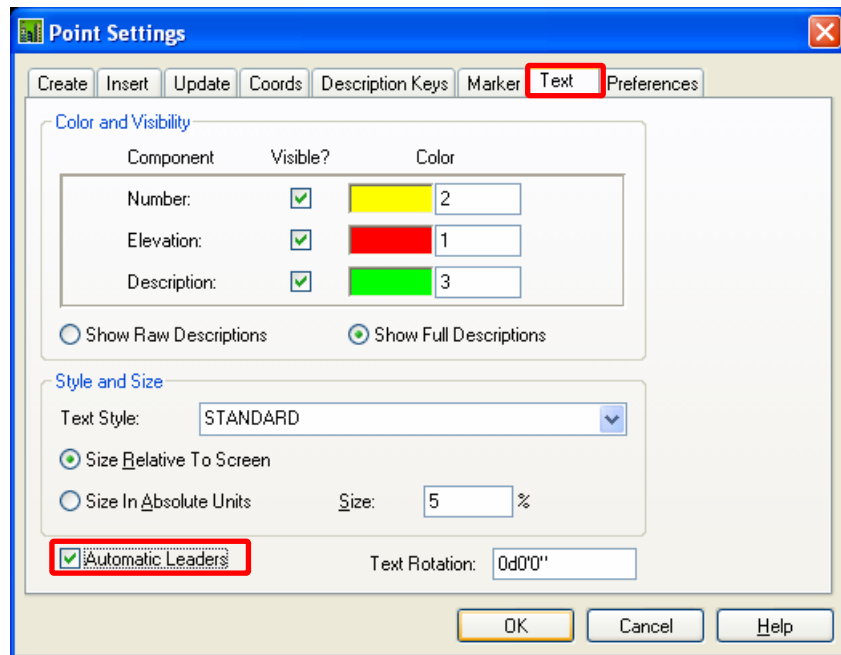 Point Settings
Create Insert Update Coords Description Keys Marker Text Preferences
Color and Visibility
Component Visible? Color
Number: 2
Elevation: 1
Description: 3
Show Raw Descriptions Show Full Descriptions
Style and Size
Text Style: STANDARD
Size Relative To Screen
Size In Absolute Units Size: 5 %
Automatic Leaders Text Rotation: 0d0'0"
OK Cancel Help